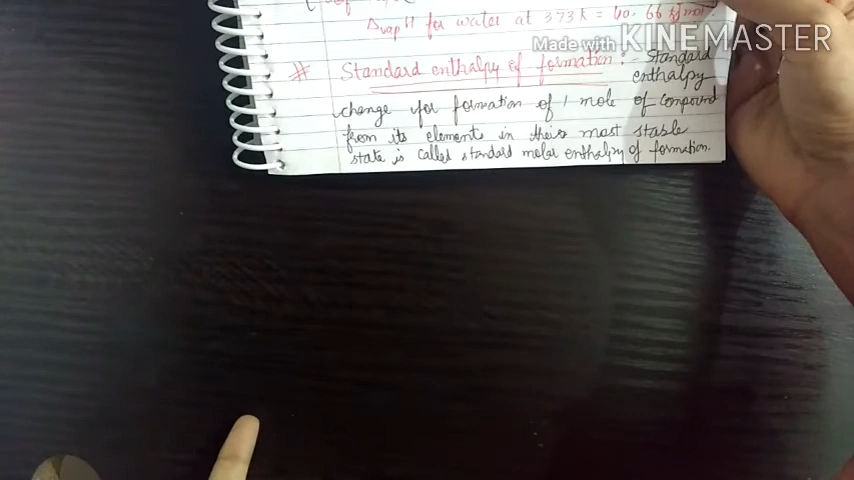 Δvap H for water at 373 K = 40.66 kJ/mol.
Made with KINEMASTER
# Standard enthalpy of formation :- Standard
enthalpy
change for formation of 1 mole of compound
from its elements in their most stable
state is called standard molar enthalpy of formation.